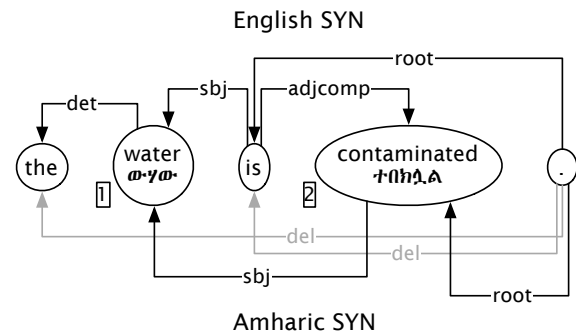 English SYN
root
det
sbj
adjcomp
the
water
ውሃው
is
contaminated
ተበክሏል
.
1
2
del
del
sbj
root
Amharic SYN